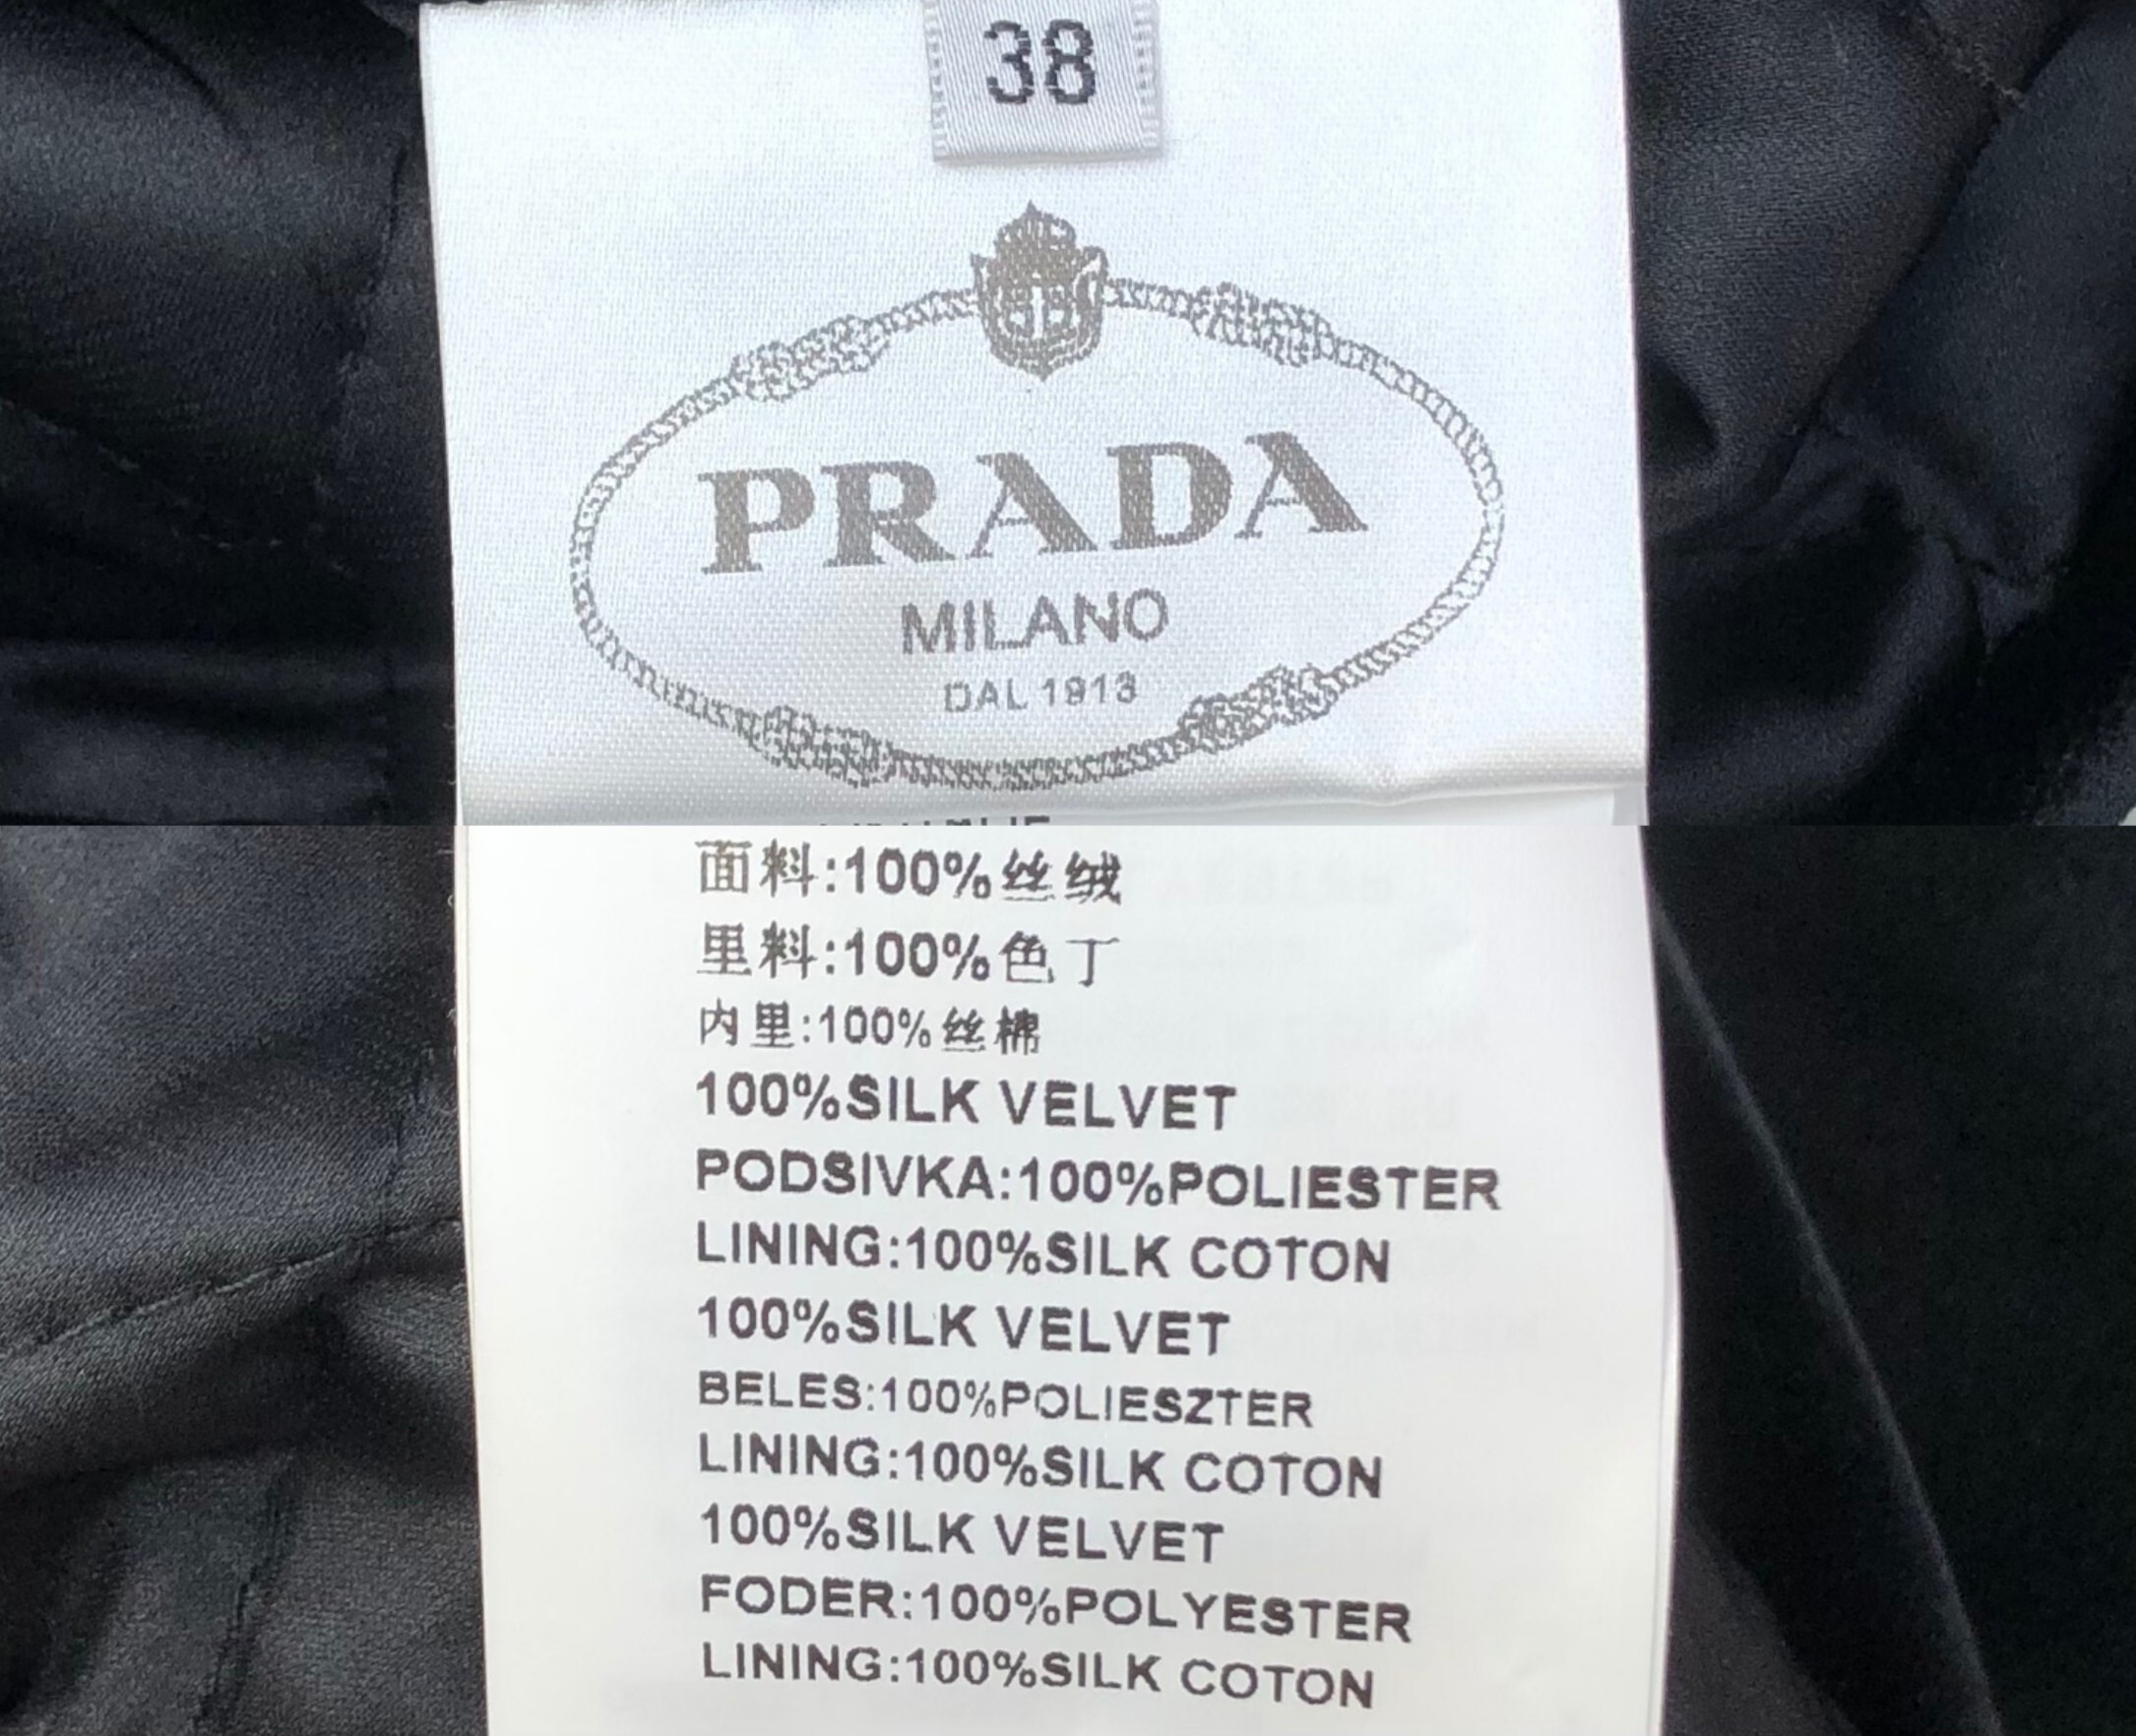 38
PRADA
MILANO
DAL 1913
面料:100%丝绒
里料:100%色丁
内里:100%丝棉
100%SILK VELVET
PODSIVKA:100%POLIESTER
LINING:100%SILK COTON
100%SILK VELVET
BELES:100%POLIESZTER
LINING:100%SILK COTON
100%SILK VELVET
FODER:100%POLYESTER
LINING:100%SILK COTON